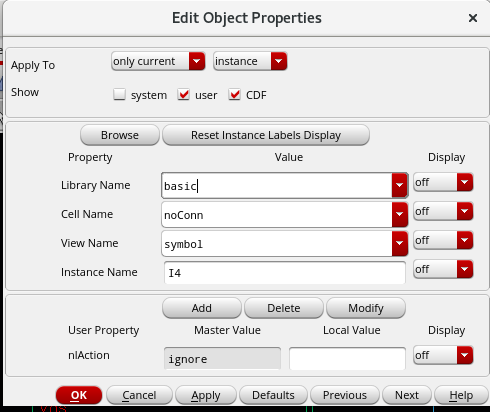 Edit Object Properties
Apply To only current instance
Show system user CDF
Browse Reset Instance Labels Display
Property Value Display
Library Name basic off
Cell Name noConn off
View Name symbol off
Instance Name I4 off
Add Delete Modify
User Property Master Value Local Value Display
nlAction ignore off
OK Cancel Apply Defaults Previous Next Help